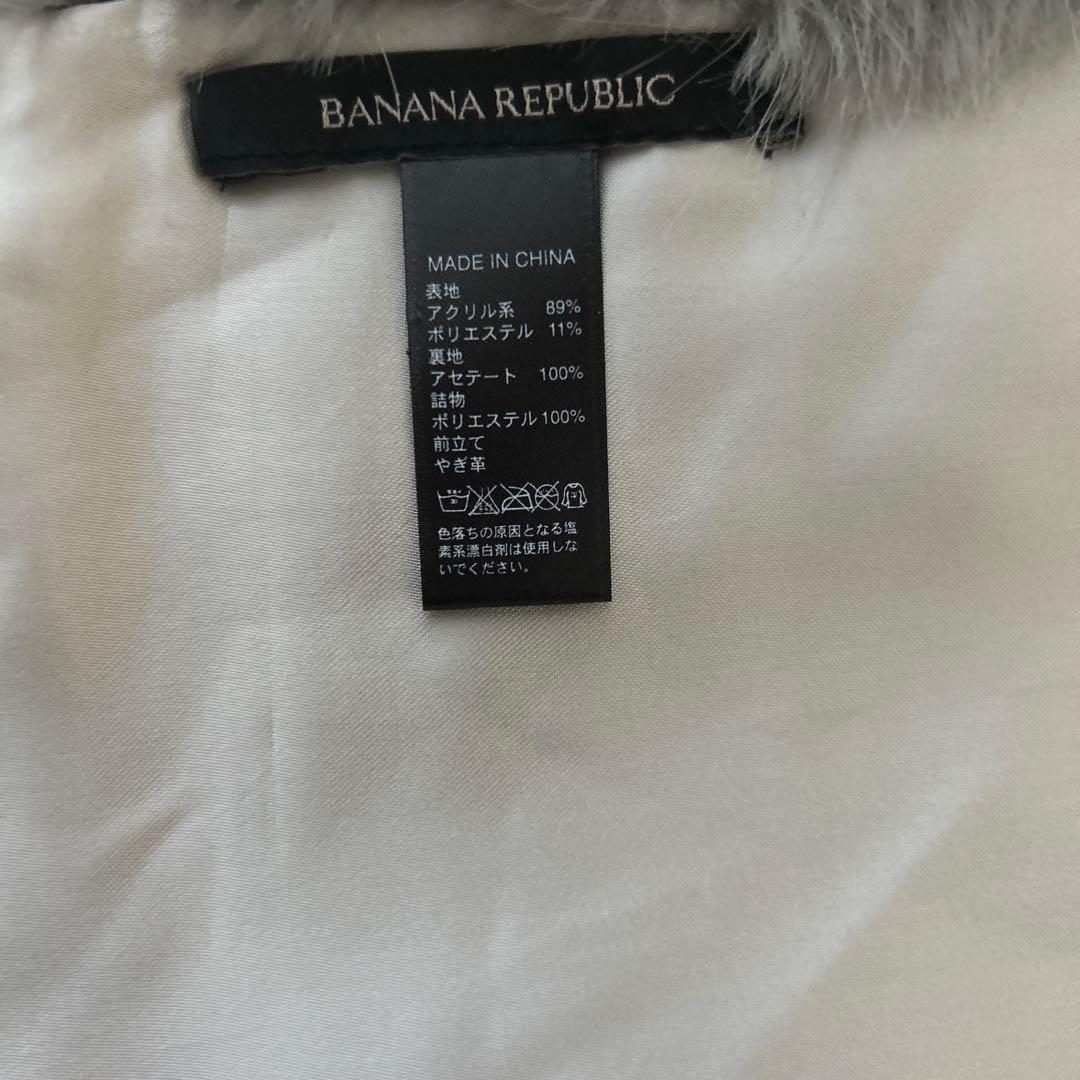 BANANA REPUBLIC
MADE IN CHINA
表地
アクリル系 89%
ポリエステル 11%
裏地
アセテート 100%
詰物
ポリエステル 100%
前立て
やぎ革
30
色落ちの原因となる塩
素系漂白剤は使用しな
いでください。